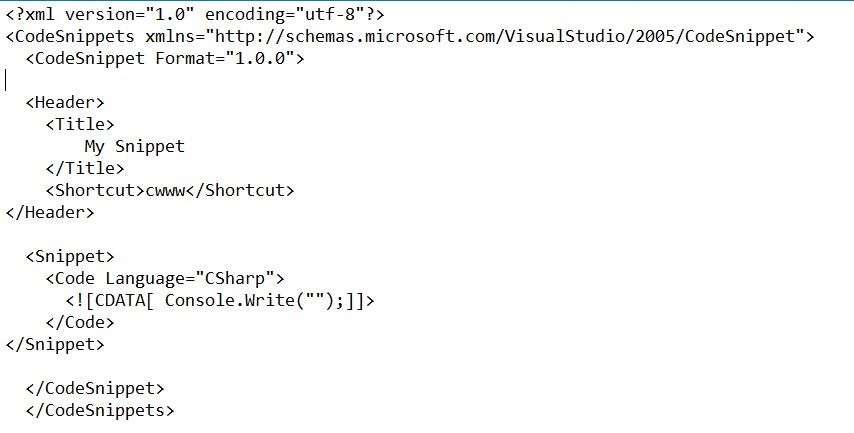 <?xml version="1.0" encoding="utf-8"?>
<CodeSnippets xmlns="http://schemas.microsoft.com/VisualStudio/2005/CodeSnippet">
  <CodeSnippet Format="1.0.0">

  <Header>
    <Title>
        My Snippet
    </Title>
    <Shortcut>cwww</Shortcut>
</Header>

  <Snippet>
    <Code Language="CSharp">
      <![CDATA[ Console.Write("");]]>
    </Code>
</Snippet>

  </CodeSnippet>
  </CodeSnippets>